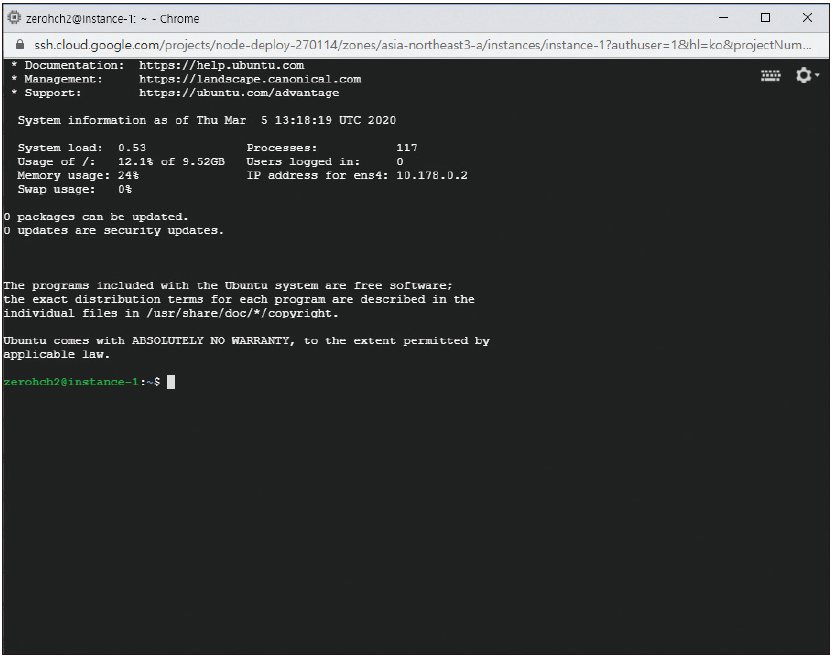 zerohch2@instance-1: ~ - Chrome
ssh.cloud.google.com/projects/node-deploy-270114/zones/asia-northeast3-a/instances/instance-1?authuser=1&hl=ko&projectNum...
* Documentation:  https://help.ubuntu.com
* Management:     https://landscape.canonical.com
* Support:        https://ubuntu.com/advantage
System information as of Thu Mar  5 13:18:19 UTC 2020
System load:  0.53              Processes:           117
Usage of /:   12.1% of 9.52GB   Users logged in:     0
Memory usage: 24%               IP address for ens4: 10.178.0.2
Swap usage:   0%
0 packages can be updated.
0 updates are security updates.
The programs included with the Ubuntu system are free software;
the exact distribution terms for each program are described in the
individual files in /usr/share/doc/*/copyright.
Ubuntu comes with ABSOLUTELY NO WARRANTY, to the extent permitted by
applicable law.
zerohch2@instance-1:~$